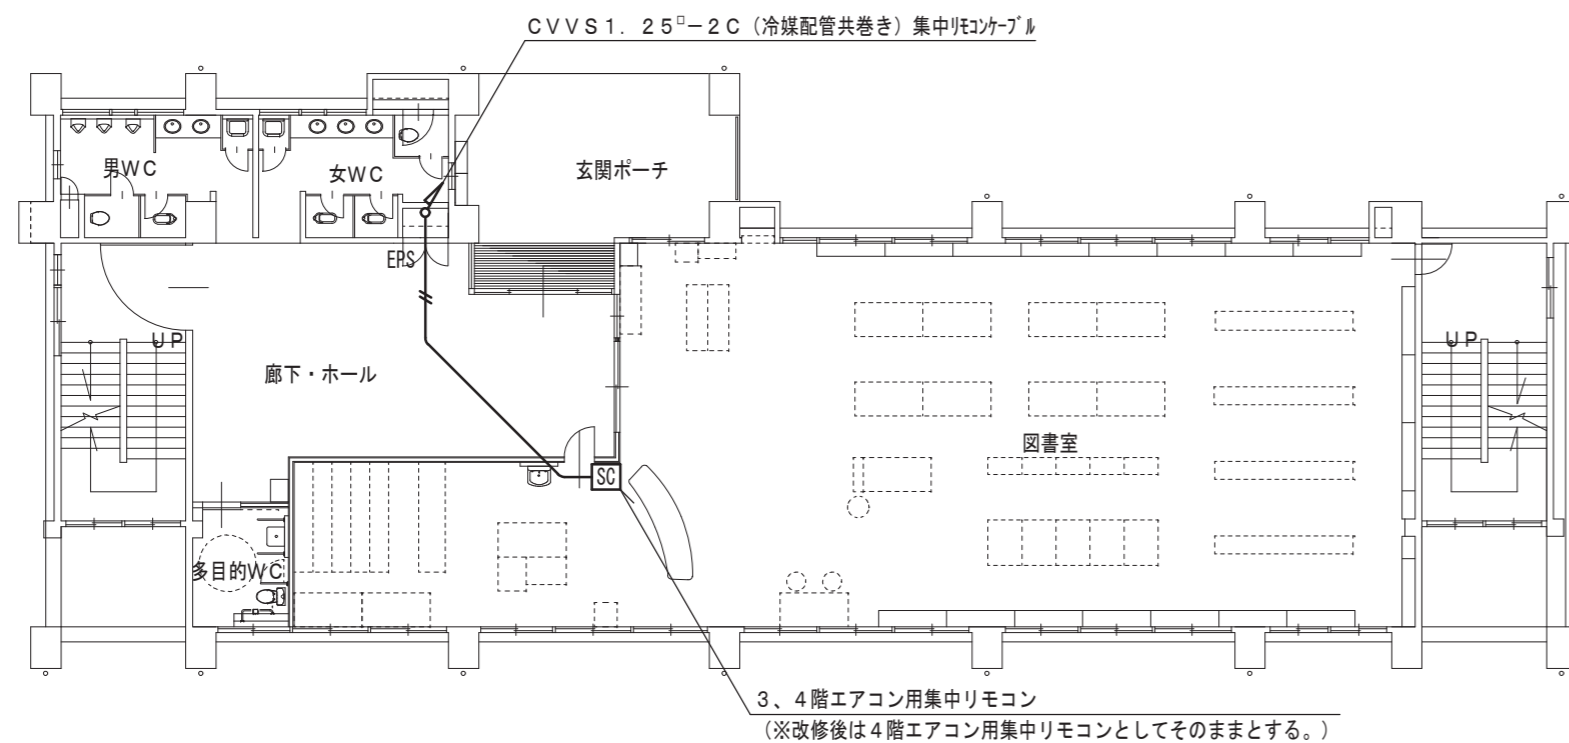 CVVS1.25□-2C(冷媒配管共巻き)集中ﾘﾓｺﾝｹｰﾌﾞﾙ
男WC
女WC
玄関ポーチ
EPS
UP
UP
廊下・ホール
図書室
SC
多目的WC
3、4階エアコン用集中リモコン
(※改修後は4階エアコン用集中リモコンとしてそのままとする。)